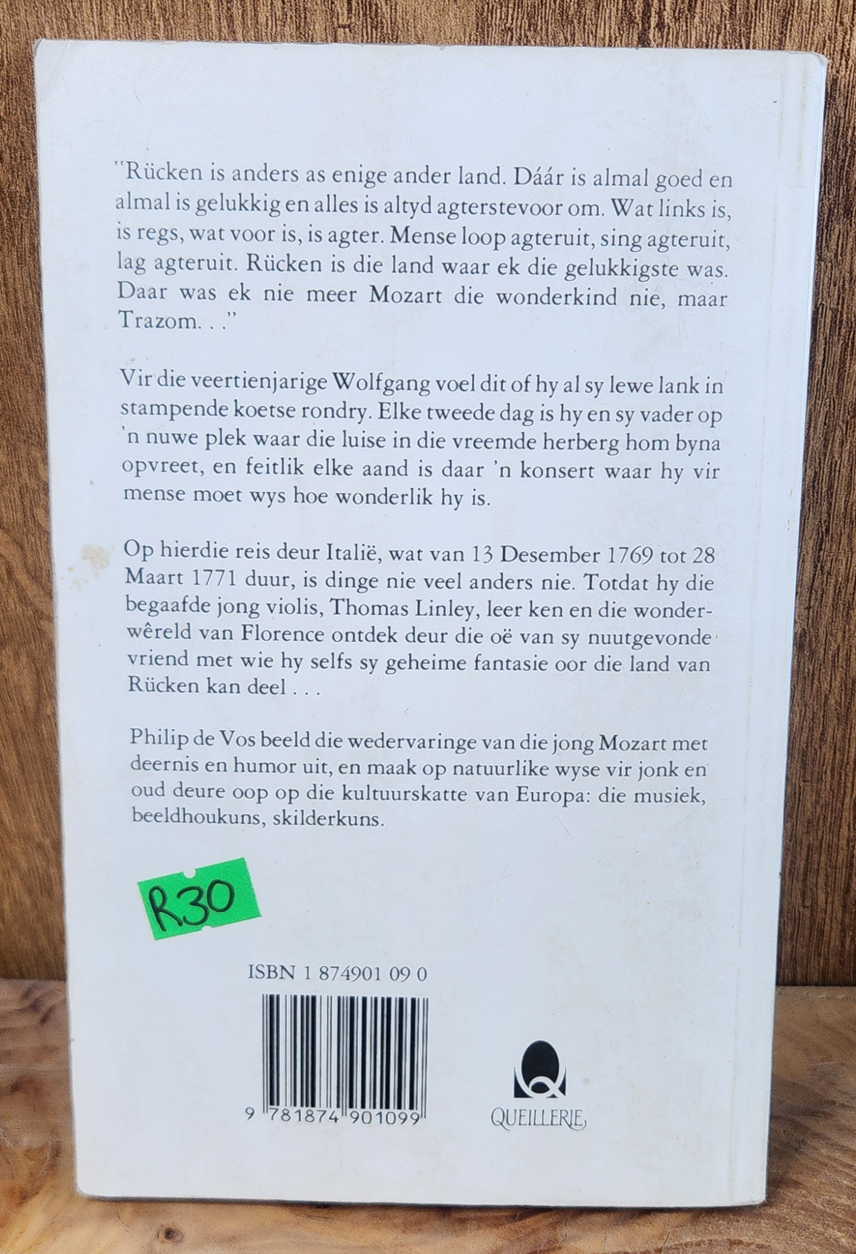 "Rücken is anders as enige ander land. Dáár is almal goed en
almal is gelukkig en alles is altyd agterstevoor om. Wat links is,
is regs, wat voor is, is agter. Mense loop agteruit, sing agteruit,
lag agteruit. Rücken is die land waar ek die gelukkigste was.
Daar was ek nie meer Mozart die wonderkind nie, maar
Trazom. . ."
Vir die veertienjarige Wolfgang voel dit of hy al sy lewe lank in
stampende koetse rondry. Elke tweede dag is hy en sy vader op
'n nuwe plek waar die luise in die vreemde herberg hom byna
opvreet, en feitlik elke aand is daar 'n konsert waar hy vir
mense moet wys hoe wonderlik hy is.
Op hierdie reis deur Italië, wat van 13 Desember 1769 tot 28
Maart 1771 duur, is dinge nie veel anders nie. Totdat hy die
begaafde jong violis, Thomas Linley, leer ken en die wonder-
wêreld van Florence ontdek deur die oë van sy nuutgevonde
vriend met wie hy selfs sy geheime fantasie oor die land van
Rücken kan deel . . .
Philip de Vos beeld die wedervaringe van die jong Mozart met
deernis en humor uit, en maak op natuurlike wyse vir jonk en
oud deure oop op die kultuurskatte van Europa: die musiek,
beeldhoukuns, skilderkuns.
R30
ISBN 1 874901 09 0
9 781874 901099
QUEILLERIE